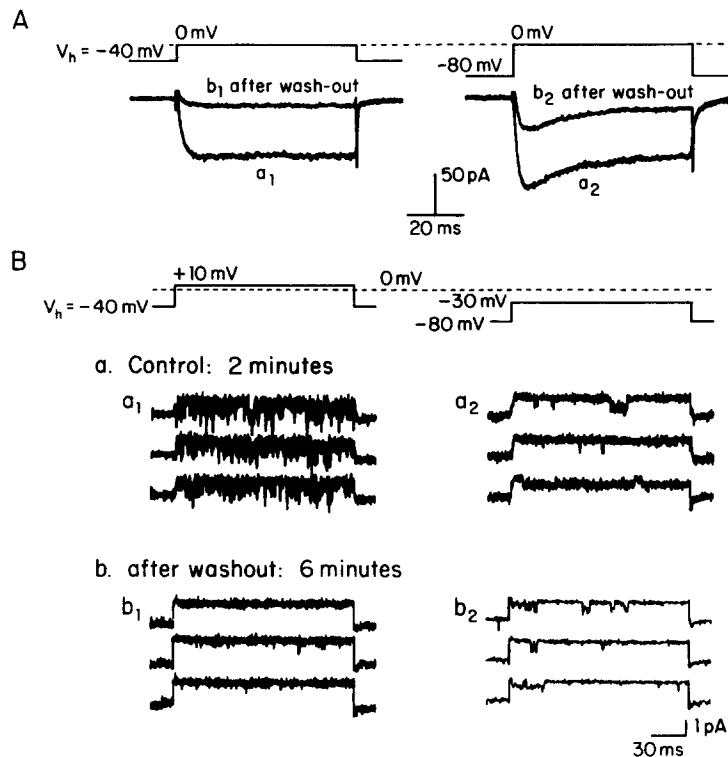 A
0 mV
Vₕ = -40 mV
b₁ after wash-out
a₁
0 mV
-80 mV
b₂ after wash-out
a₂
50 pA
20 ms
B
+10 mV
0 mV
Vₕ = -40 mV
-30 mV
-80 mV
a. Control: 2 minutes
a₁
a₂
b. after washout: 6 minutes
b₁
b₂
1 pA
30 ms